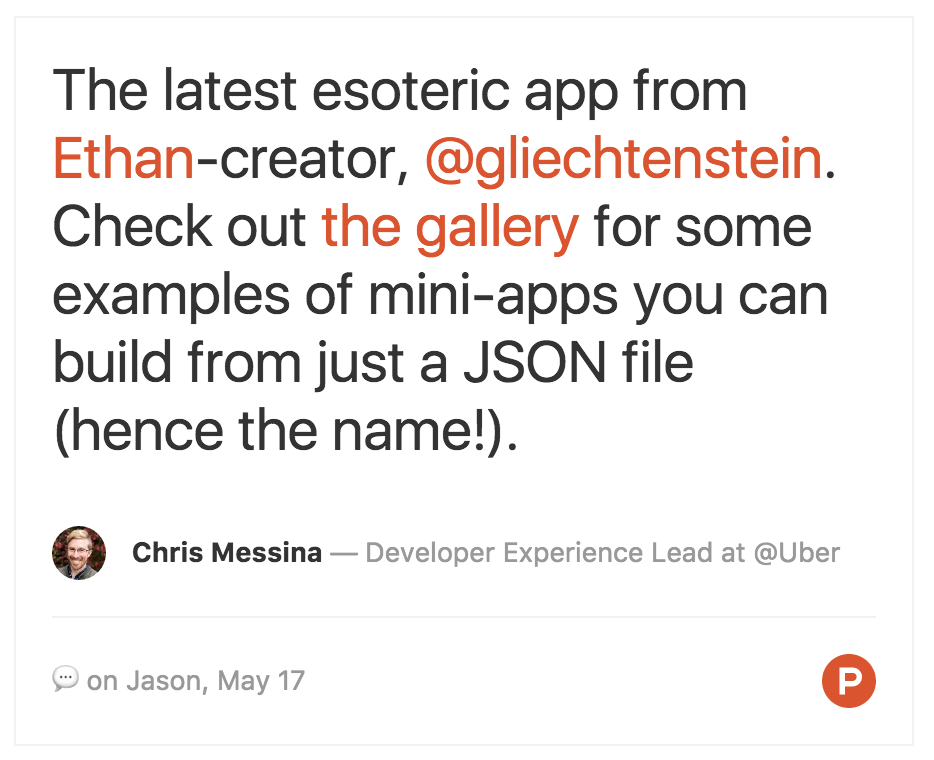 The latest esoteric app from
Ethan-creator, @gliechtenstein.
Check out the gallery for some
examples of mini-apps you can
build from just a JSON file
(hence the name!).
Chris Messina — Developer Experience Lead at @Uber
on Jason, May 17
P